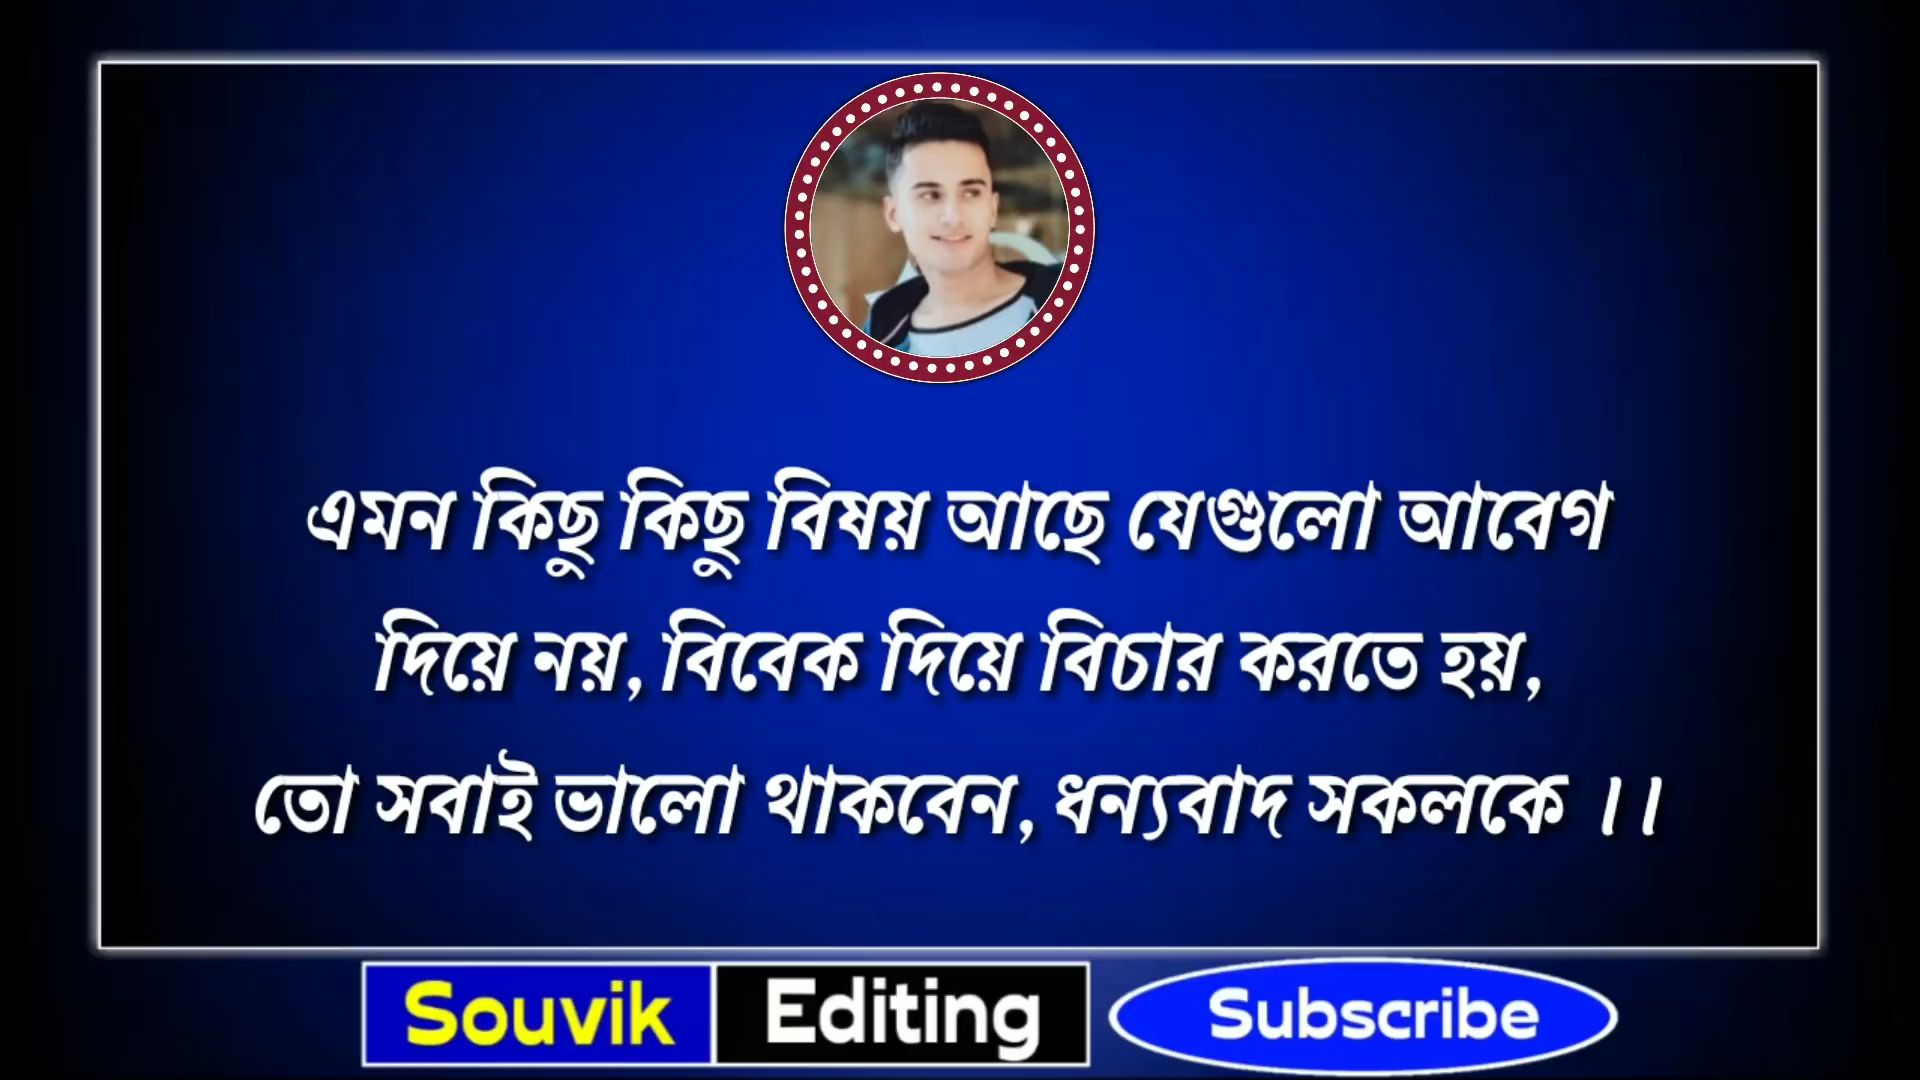 এমন কিছু কিছু বিষয় আছে যেগুলো আবেগ
দিয়ে নয়, বিবেক দিয়ে বিচার করতে হয়,
তো সবাই ভালো থাকবেন, ধন্যবাদ সকলকে ।।
Souvik Editing Subscribe